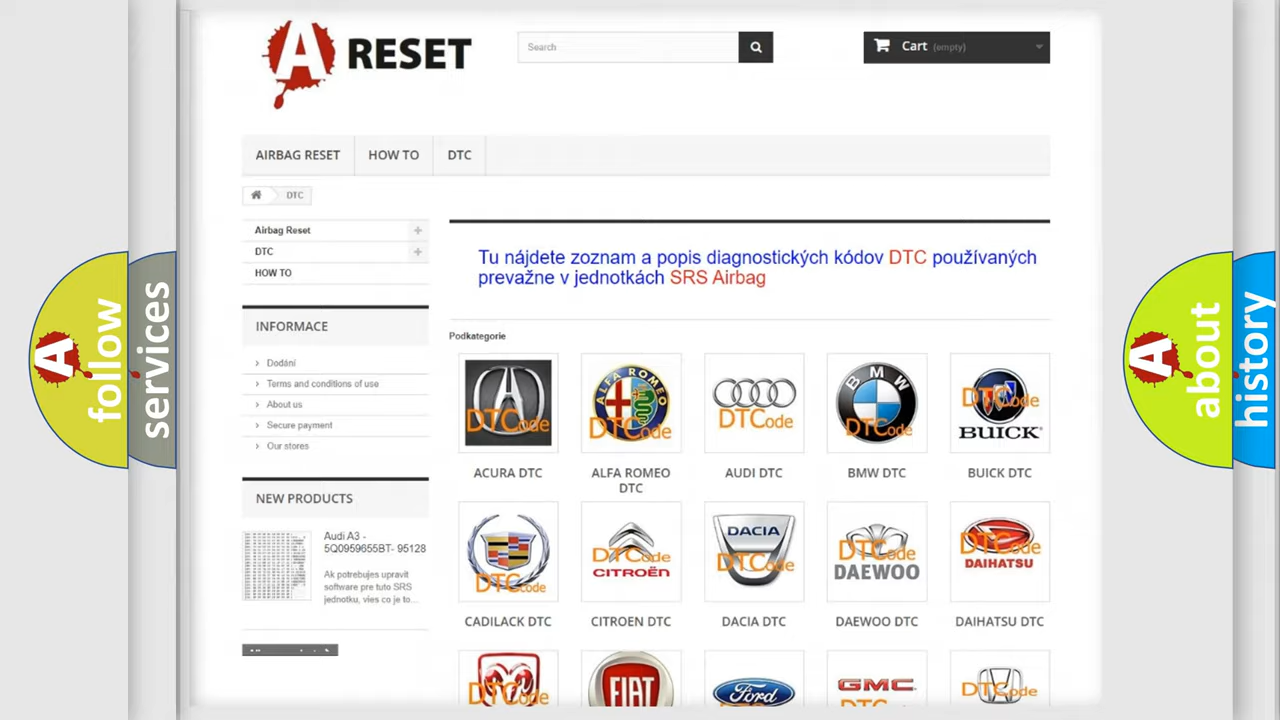 A RESET
Search
Cart (empty)
AIRBAG RESET
HOW TO
DTC
DTC
Airbag Reset
DTC
HOW TO
Tu nájdete zoznam a popis diagnostických kódov DTC používaných
prevažne v jednotkách SRS Airbag
INFORMACE
Dodání
Terms and conditions of use
About us
Secure payment
Our stores
NEW PRODUCTS
Audi A3 -
5Q0959655BT- 95128
Ak potrebujes upravit
software pre tuto SRS
jednotku, vies co je to...
Podkategorie
DTCode
ALFA ROMEO
DTCode
DTCode
BMW
DTCode
DTCode
BUICK
ACURA DTC
ALFA ROMEO
DTC
AUDI DTC
BMW DTC
BUICK DTC
DTCode
DTCode
CITROËN
DACIA
DTCode
DTCode
DAEWOO
DTCode
DAIHATSU
CADILACK DTC
CITROEN DTC
DACIA DTC
DAEWOO DTC
DAIHATSU DTC
DTCode
FIAT
Ford
GMC
DTCode
A follow
services
A about
history